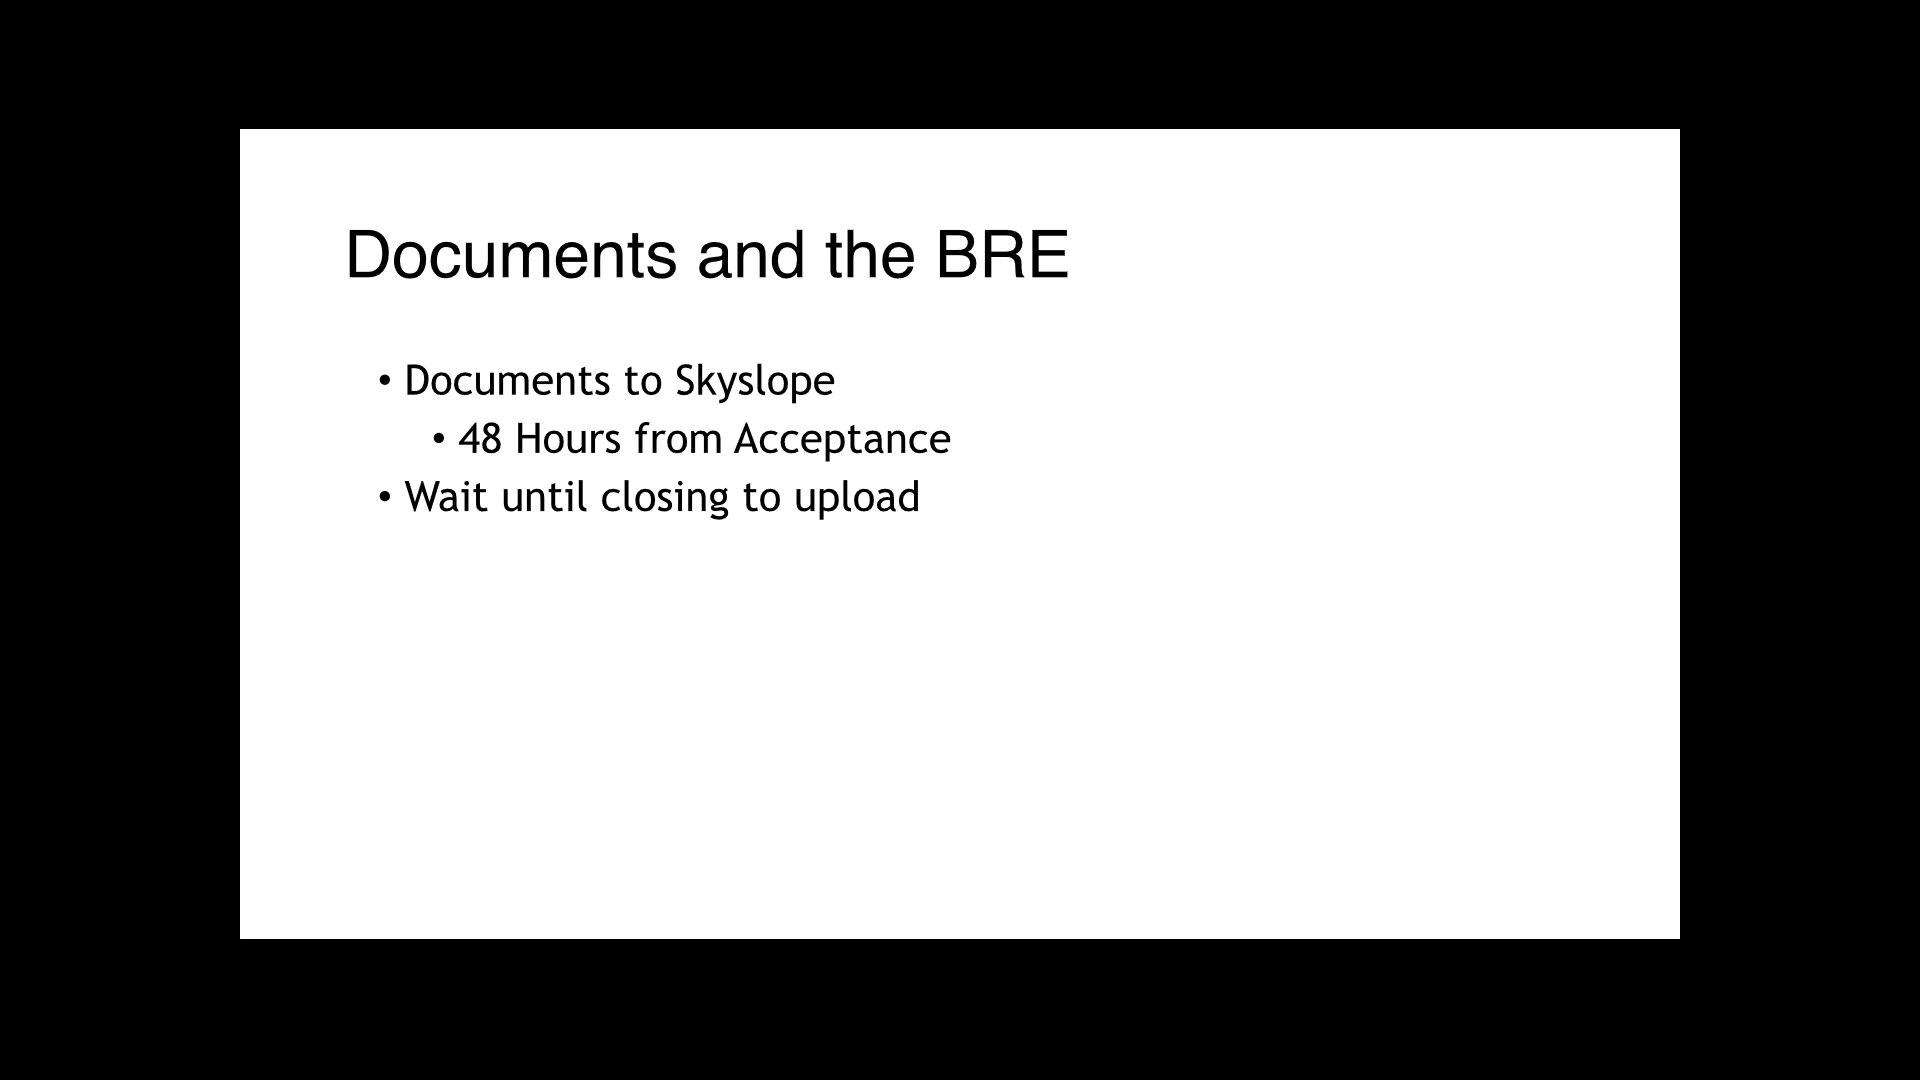 Documents and the BRE
• Documents to Skyslope
• 48 Hours from Acceptance
• Wait until closing to upload